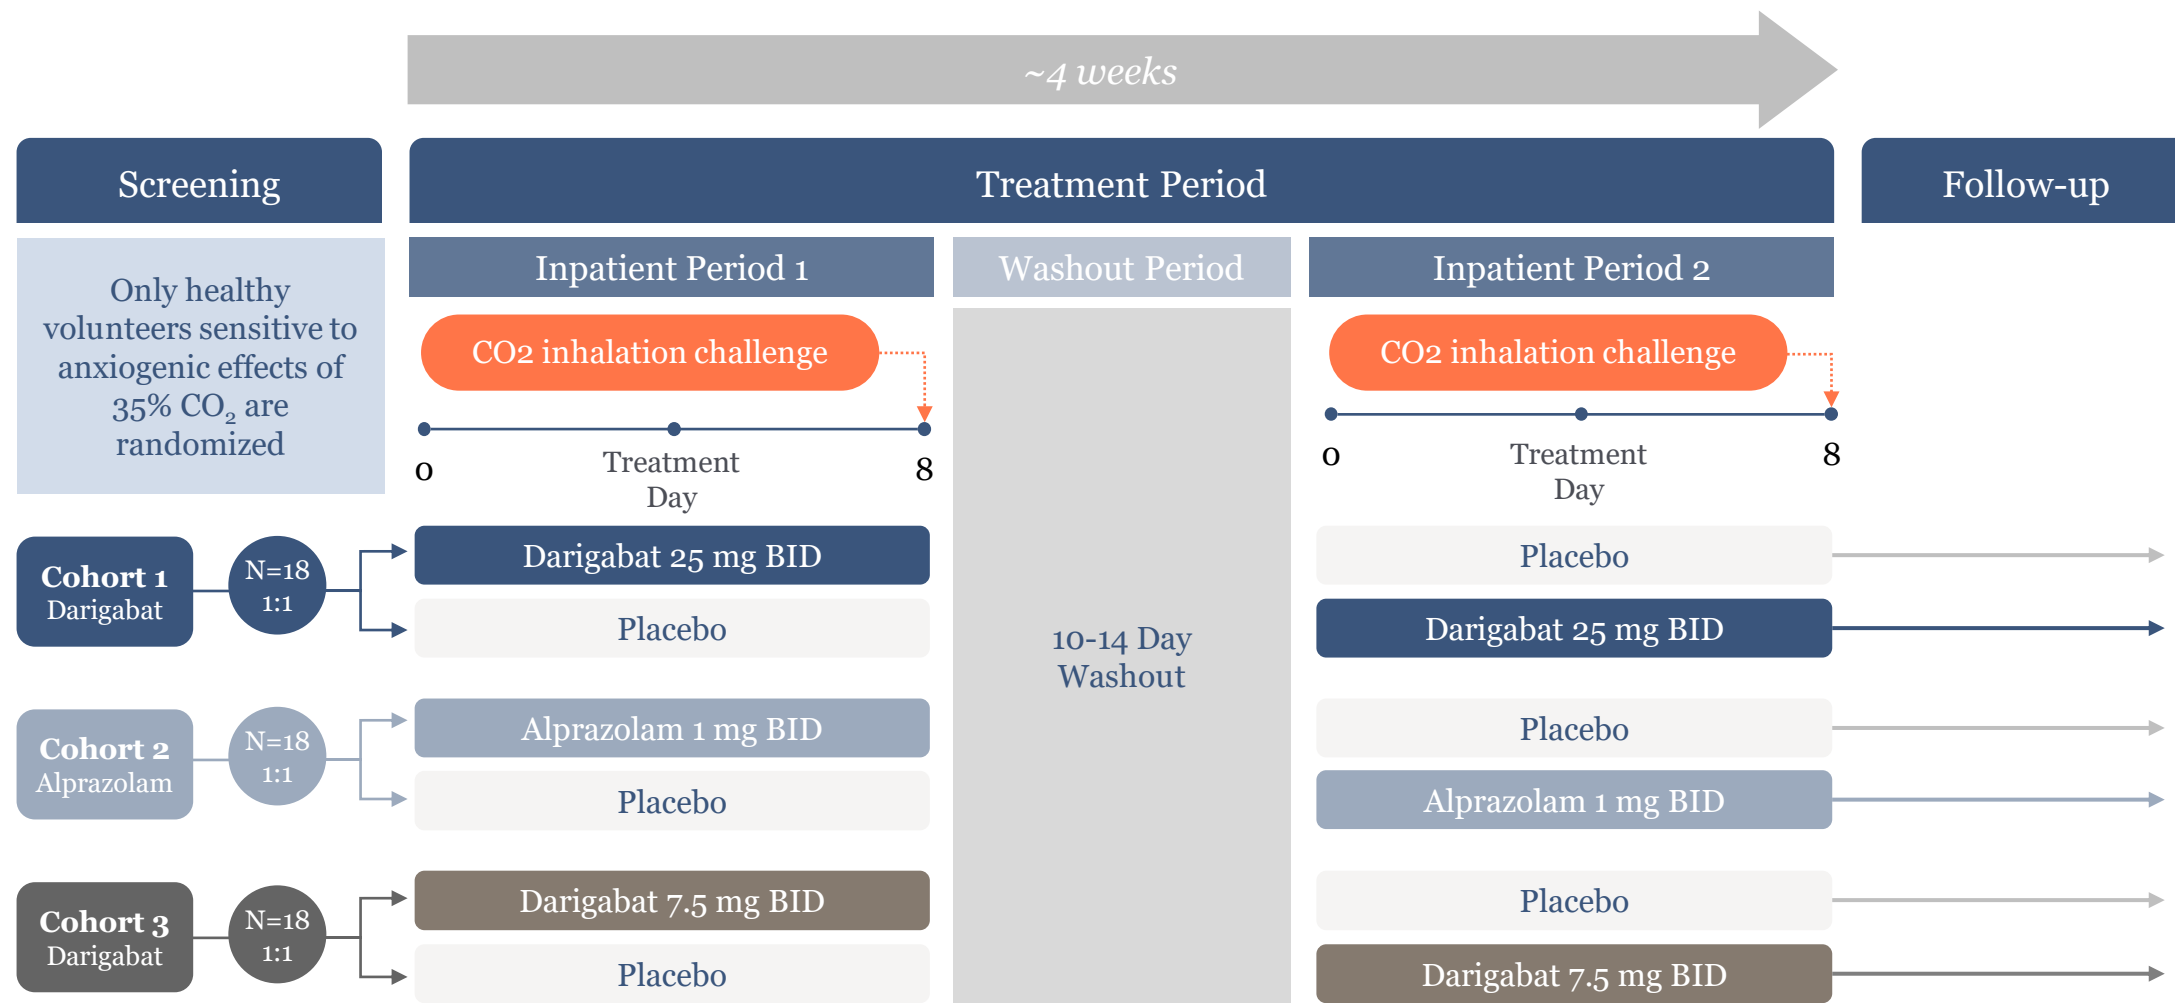 ~4 weeks
Screening
Treatment Period
Follow-up
Only healthy
volunteers sensitive to
anxiogenic effects of
35% CO₂ are
randomized
Inpatient Period 1
Washout Period
Inpatient Period 2
CO2 inhalation challenge
CO2 inhalation challenge
0
Treatment
Day
8
0
Treatment
Day
8
10-14 Day
Washout
Cohort 1
Darigabat
N=18
1:1
Darigabat 25 mg BID
Placebo
Placebo
Darigabat 25 mg BID
Cohort 2
Alprazolam
N=18
1:1
Alprazolam 1 mg BID
Placebo
Placebo
Alprazolam 1 mg BID
Cohort 3
Darigabat
N=18
1:1
Darigabat 7.5 mg BID
Placebo
Placebo
Darigabat 7.5 mg BID